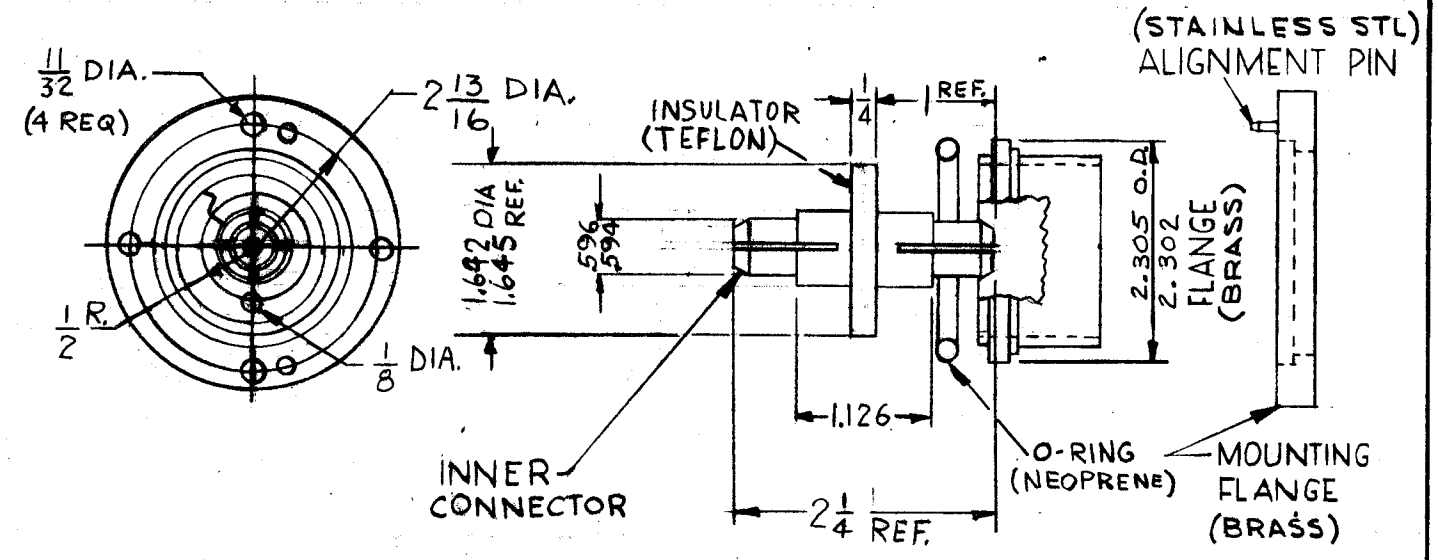 11/32 DIA.
(4 REQ)
2 13/16 DIA.
1/2 R.
1/8 DIA.
INSULATOR
(TEFLON)
1/4
1 REF.
1.642 DIA
1.645 REF.
.596
.594
INNER
CONNECTOR
1.126
2 1/4 REF.
O-RING
(NEOPRENE)
2.305 O.D.
2.302
FLANGE
(BRASS)
(STAINLESS STL)
ALIGNMENT PIN
MOUNTING
FLANGE
(BRASS)